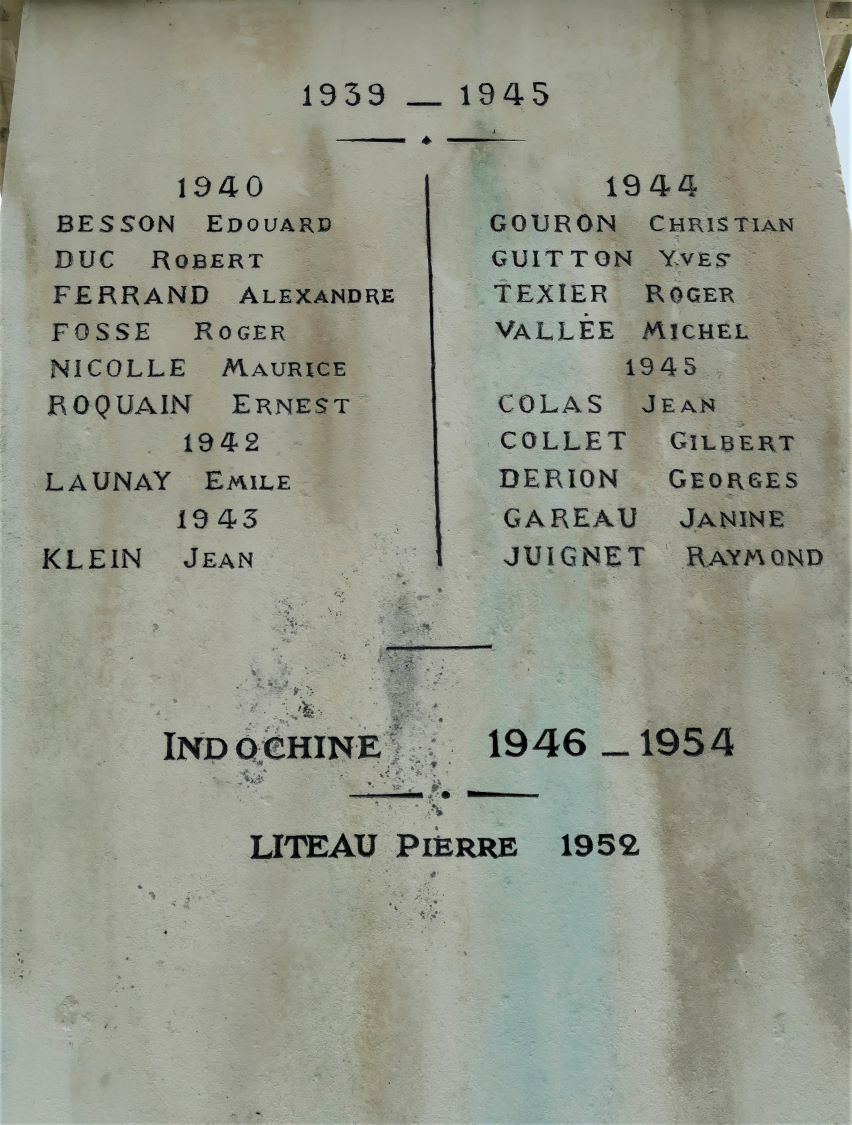 1939 — 1945
1940
BESSON EDOUARD
DUC ROBERT
FERRAND ALEXANDRE
FOSSE ROGER
NICOLLE MAURICE
ROQUAIN ERNEST
1942
LAUNAY EMILE
1943
KLEIN JEAN
1944
GOURON CHRISTIAN
GUITTON YVES
TEXIER ROGER
VALLÉE MICHEL
1945
COLAS JEAN
COLLET GILBERT
DERION GEORGES
GAREAU JANINE
JUIGNET RAYMOND
INDOCHINE 1946 — 1954
LITEAU PIERRE 1952